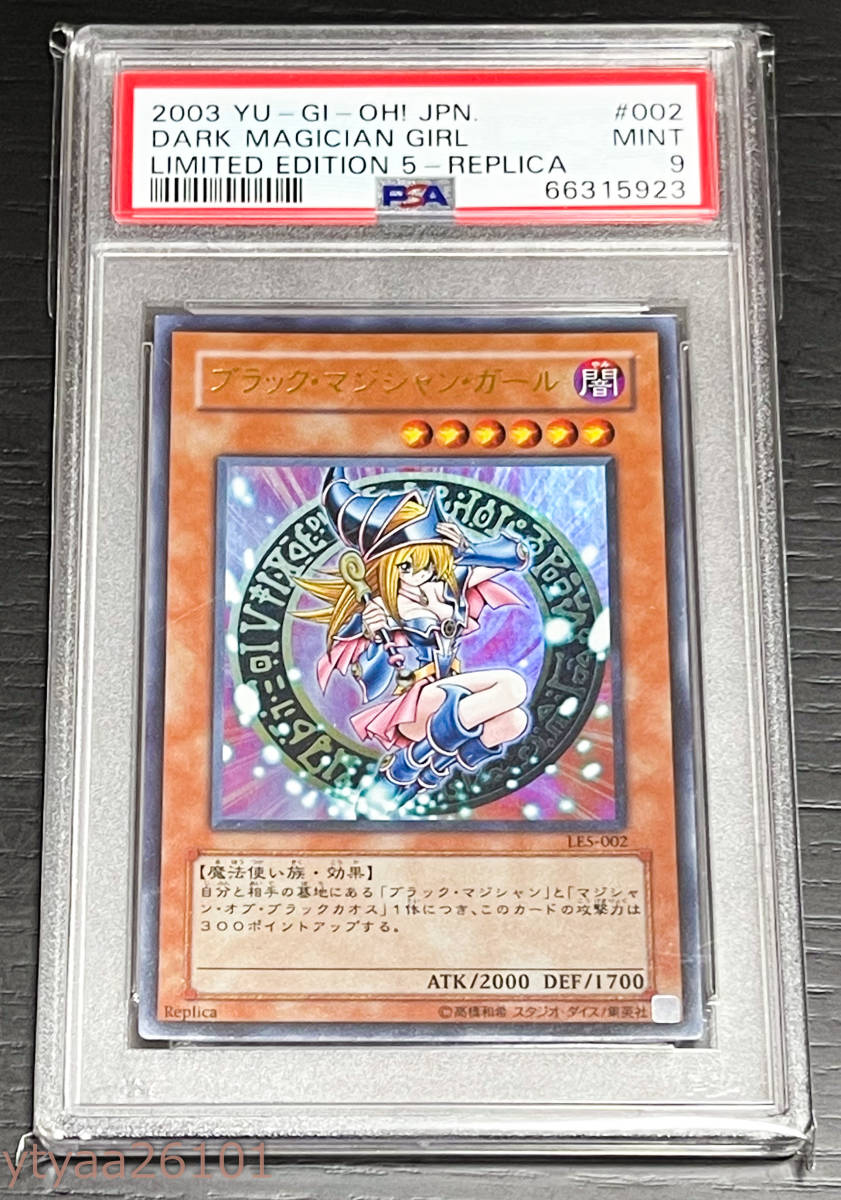 2003 YU-GI-OH! JPN. #002
DARK MAGICIAN GIRL MINT
LIMITED EDITION 5-REPLICA 9
PSA 66315923
ブラック・マジシャン・ガール 闇
LE5-002
【魔法使い族・効果】
自分と相手の墓地にある「ブラック・マジシャン」と「マジシャ
ン・オブ・ブラックカオス」1体につき、このカードの攻撃力は
300ポイントアップする。
ATK/2000 DEF/1700
Replica ©高橋和希 スタジオ・ダイス/集英社
ytyaa26101